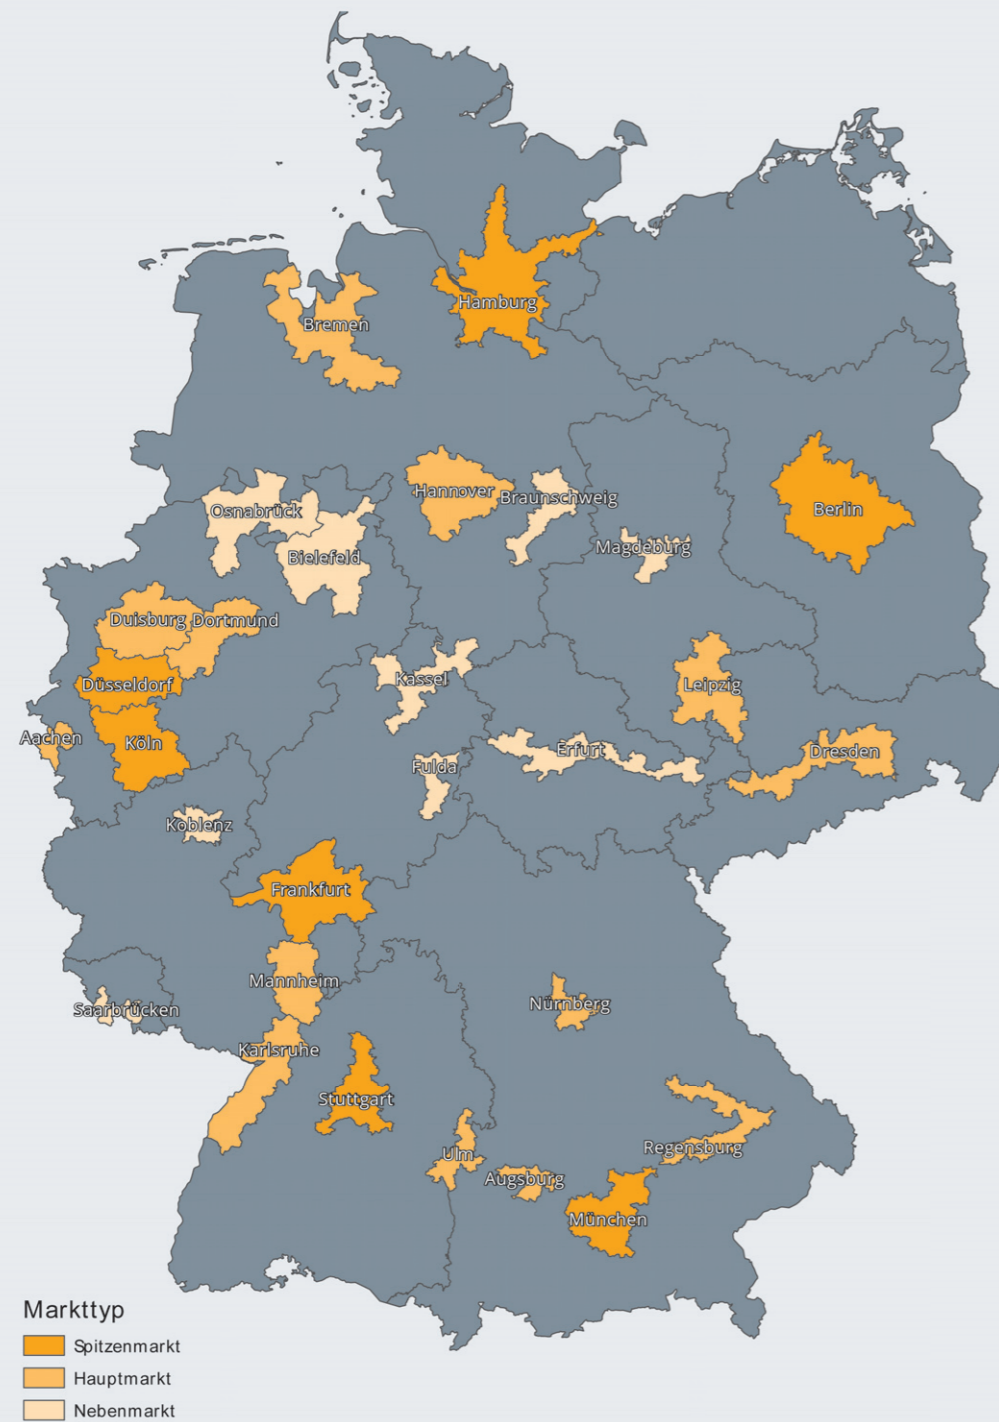 Hamburg
Bremen
Hannover
Braunschweig
Berlin
Osnabrück
Magdeburg
Bielefeld
Duisburg
Dortmund
Düsseldorf
Kassel
Leipzig
Aachen
Köln
Erfurt
Dresden
Fulda
Koblenz
Frankfurt
Mannheim
Saarbrücken
Nürnberg
Karlsruhe
Stuttgart
Ulm
Regensburg
Augsburg
München
Markttyp
Spitzenmarkt
Hauptmarkt
Nebenmarkt